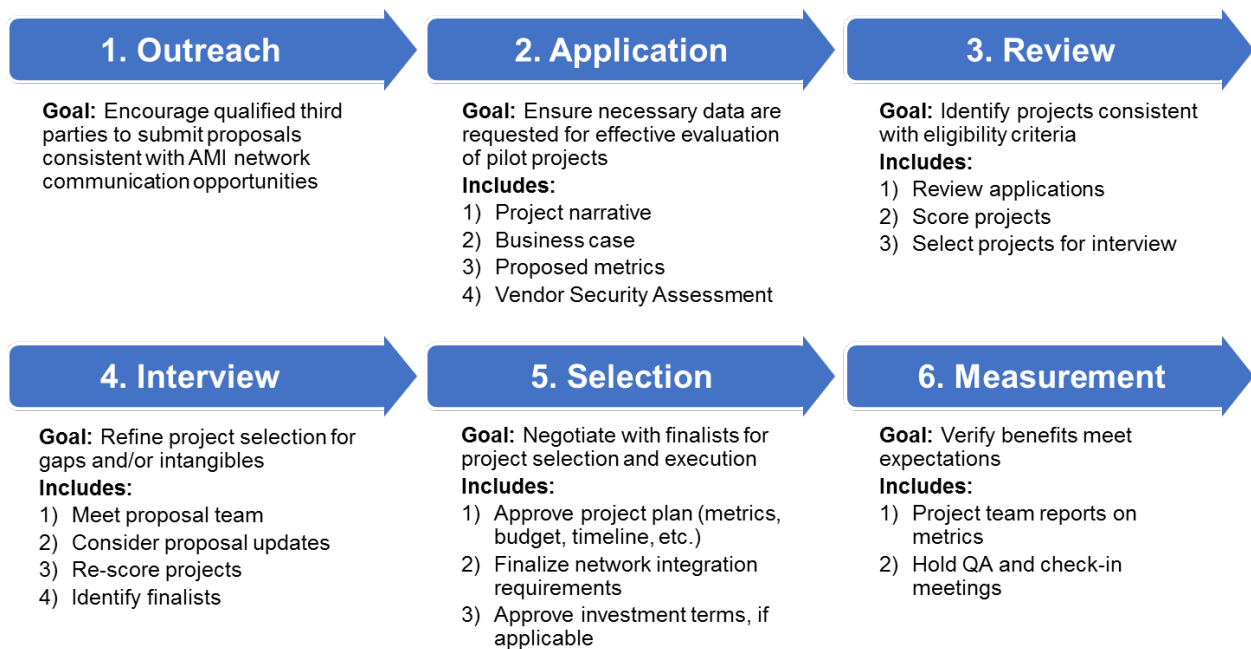 1. Outreach
Goal: Encourage qualified third
parties to submit proposals
consistent with AMI network
communication opportunities
2. Application
Goal: Ensure necessary data are
requested for effective evaluation
of pilot projects
Includes:
1) Project narrative
2) Business case
3) Proposed metrics
4) Vendor Security Assessment
3. Review
Goal: Identify projects consistent
with eligibility criteria
Includes:
1) Review applications
2) Score projects
3) Select projects for interview
4. Interview
Goal: Refine project selection for
gaps and/or intangibles
Includes:
1) Meet proposal team
2) Consider proposal updates
3) Re-score projects
4) Identify finalists
5. Selection
Goal: Negotiate with finalists for
project selection and execution
Includes:
1) Approve project plan (metrics,
budget, timeline, etc.)
2) Finalize network integration
requirements
3) Approve investment terms, if
applicable
6. Measurement
Goal: Verify benefits meet
expectations
Includes:
1) Project team reports on
metrics
2) Hold QA and check-in
meetings